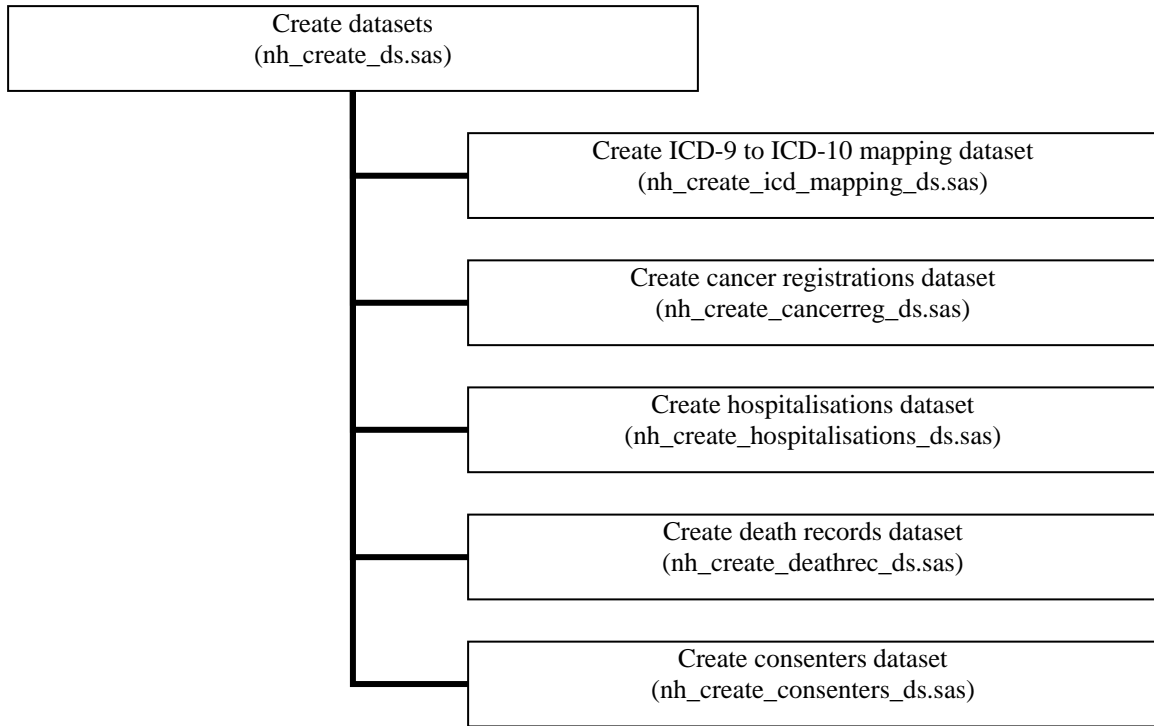 Create datasets
(nh_create_ds.sas)
Create ICD-9 to ICD-10 mapping dataset
(nh_create_icd_mapping_ds.sas)
Create cancer registrations dataset
(nh_create_cancerreg_ds.sas)
Create hospitalisations dataset
(nh_create_hospitalisations_ds.sas)
Create death records dataset
(nh_create_deathrec_ds.sas)
Create consenters dataset
(nh_create_consenters_ds.sas)